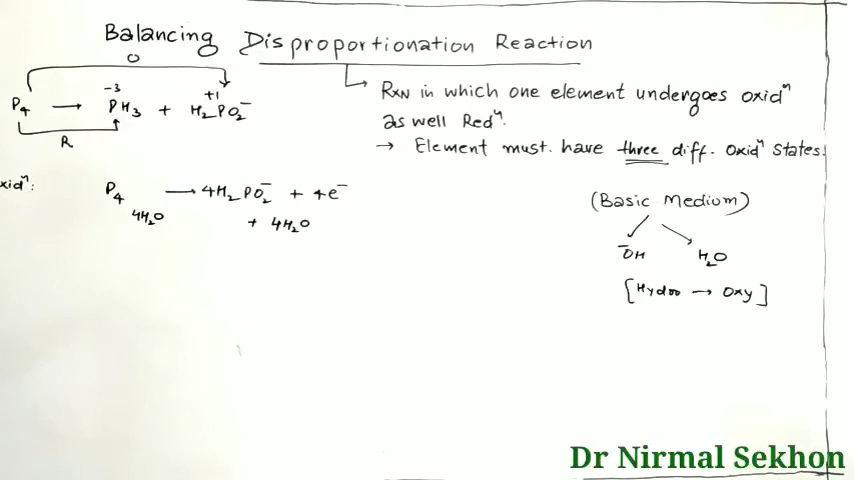 Balancing Disproportionation Reaction
O
-3 +1
P₄ → PH₃ + H₂PO₂⁻
R
↳ Rxn in which one element undergoes oxidⁿ
as well Redⁿ.
→ Element must. have three diff. oxidⁿ states.
xidⁿ: P₄ → 4H₂PO₂⁻ + 4e⁻
4H₂O + 4H₂O
(Basic Medium)
⁻OH H₂O
[Hydro → Oxy]
Dr Nirmal Sekhon